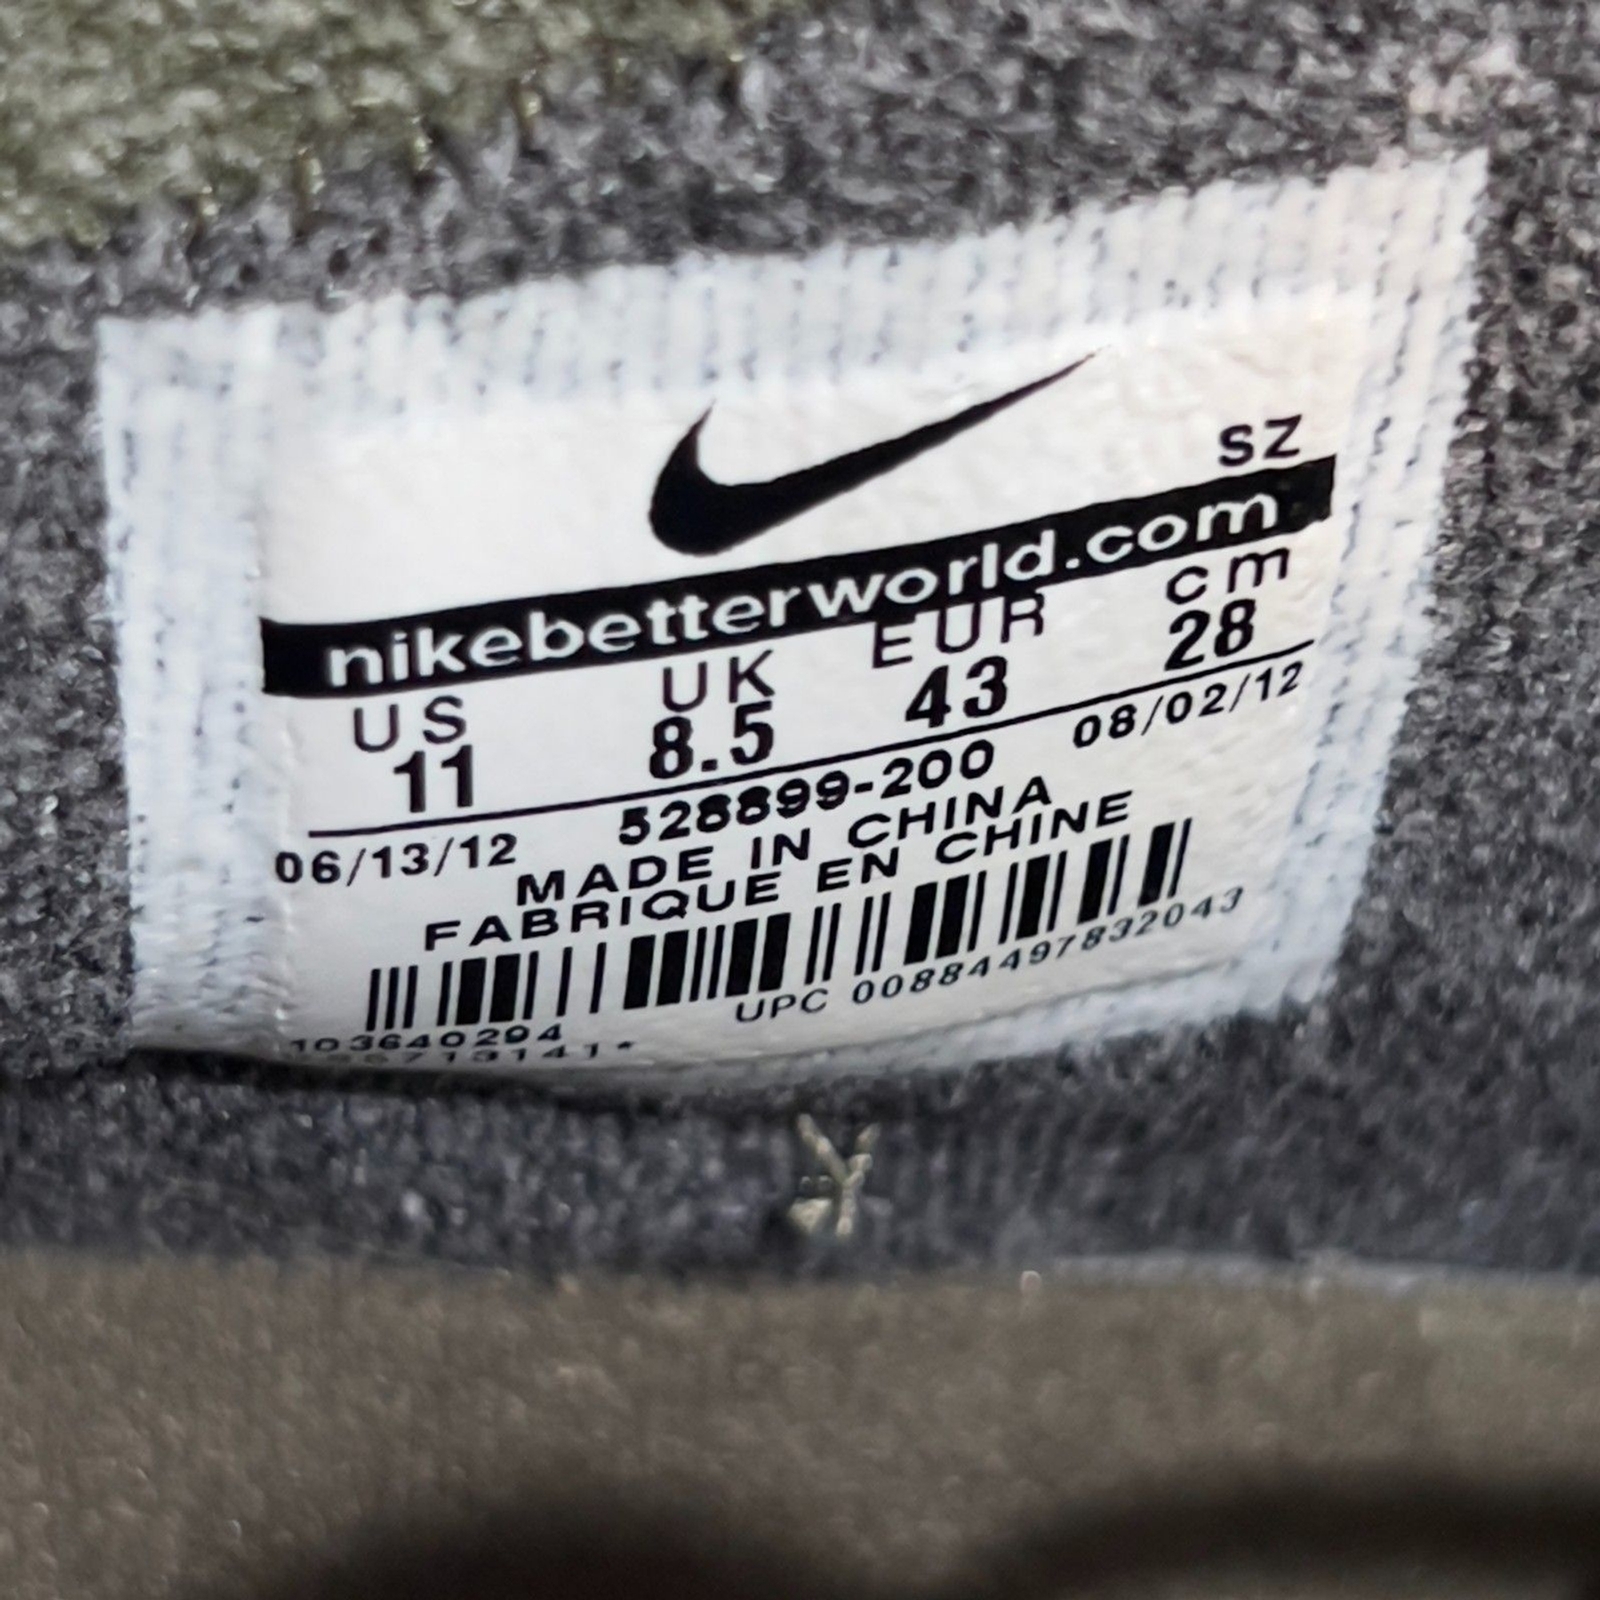 SZ
nikebetterworld.com
US UK EUR cm
11 8.5 43 28
06/13/12 528899-200 08/02/12
MADE IN CHINA
FABRIQUE EN CHINE
UPC 00884497832043
103640294